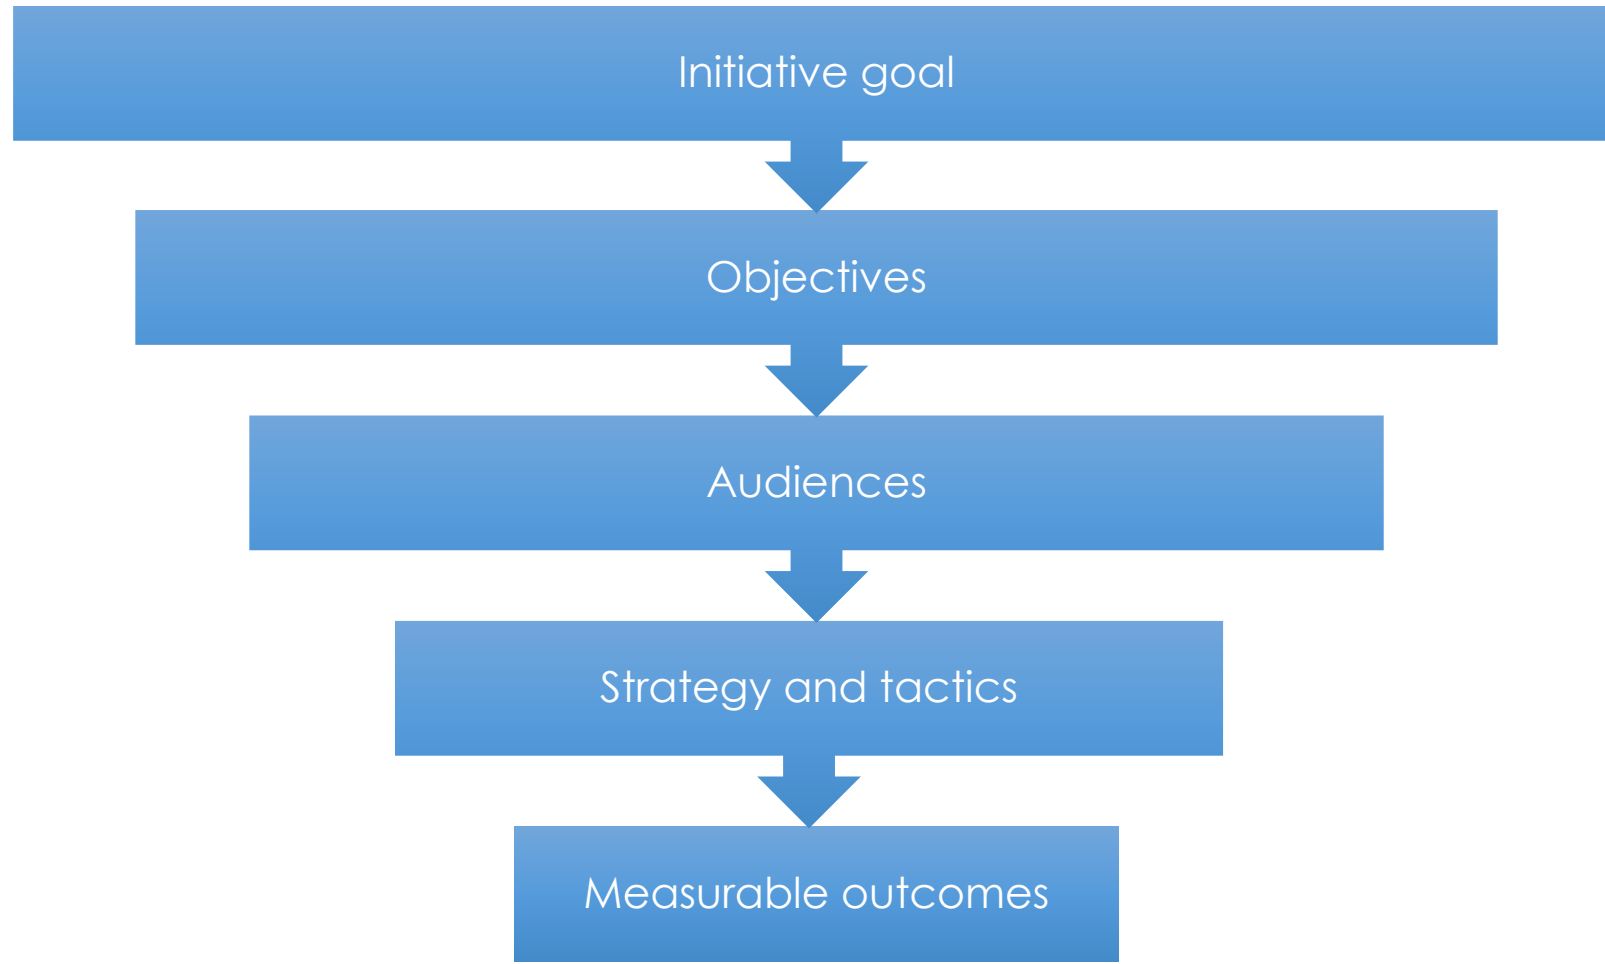 Initiative goal
Objectives
Audiences
Strategy and tactics
Measurable outcomes